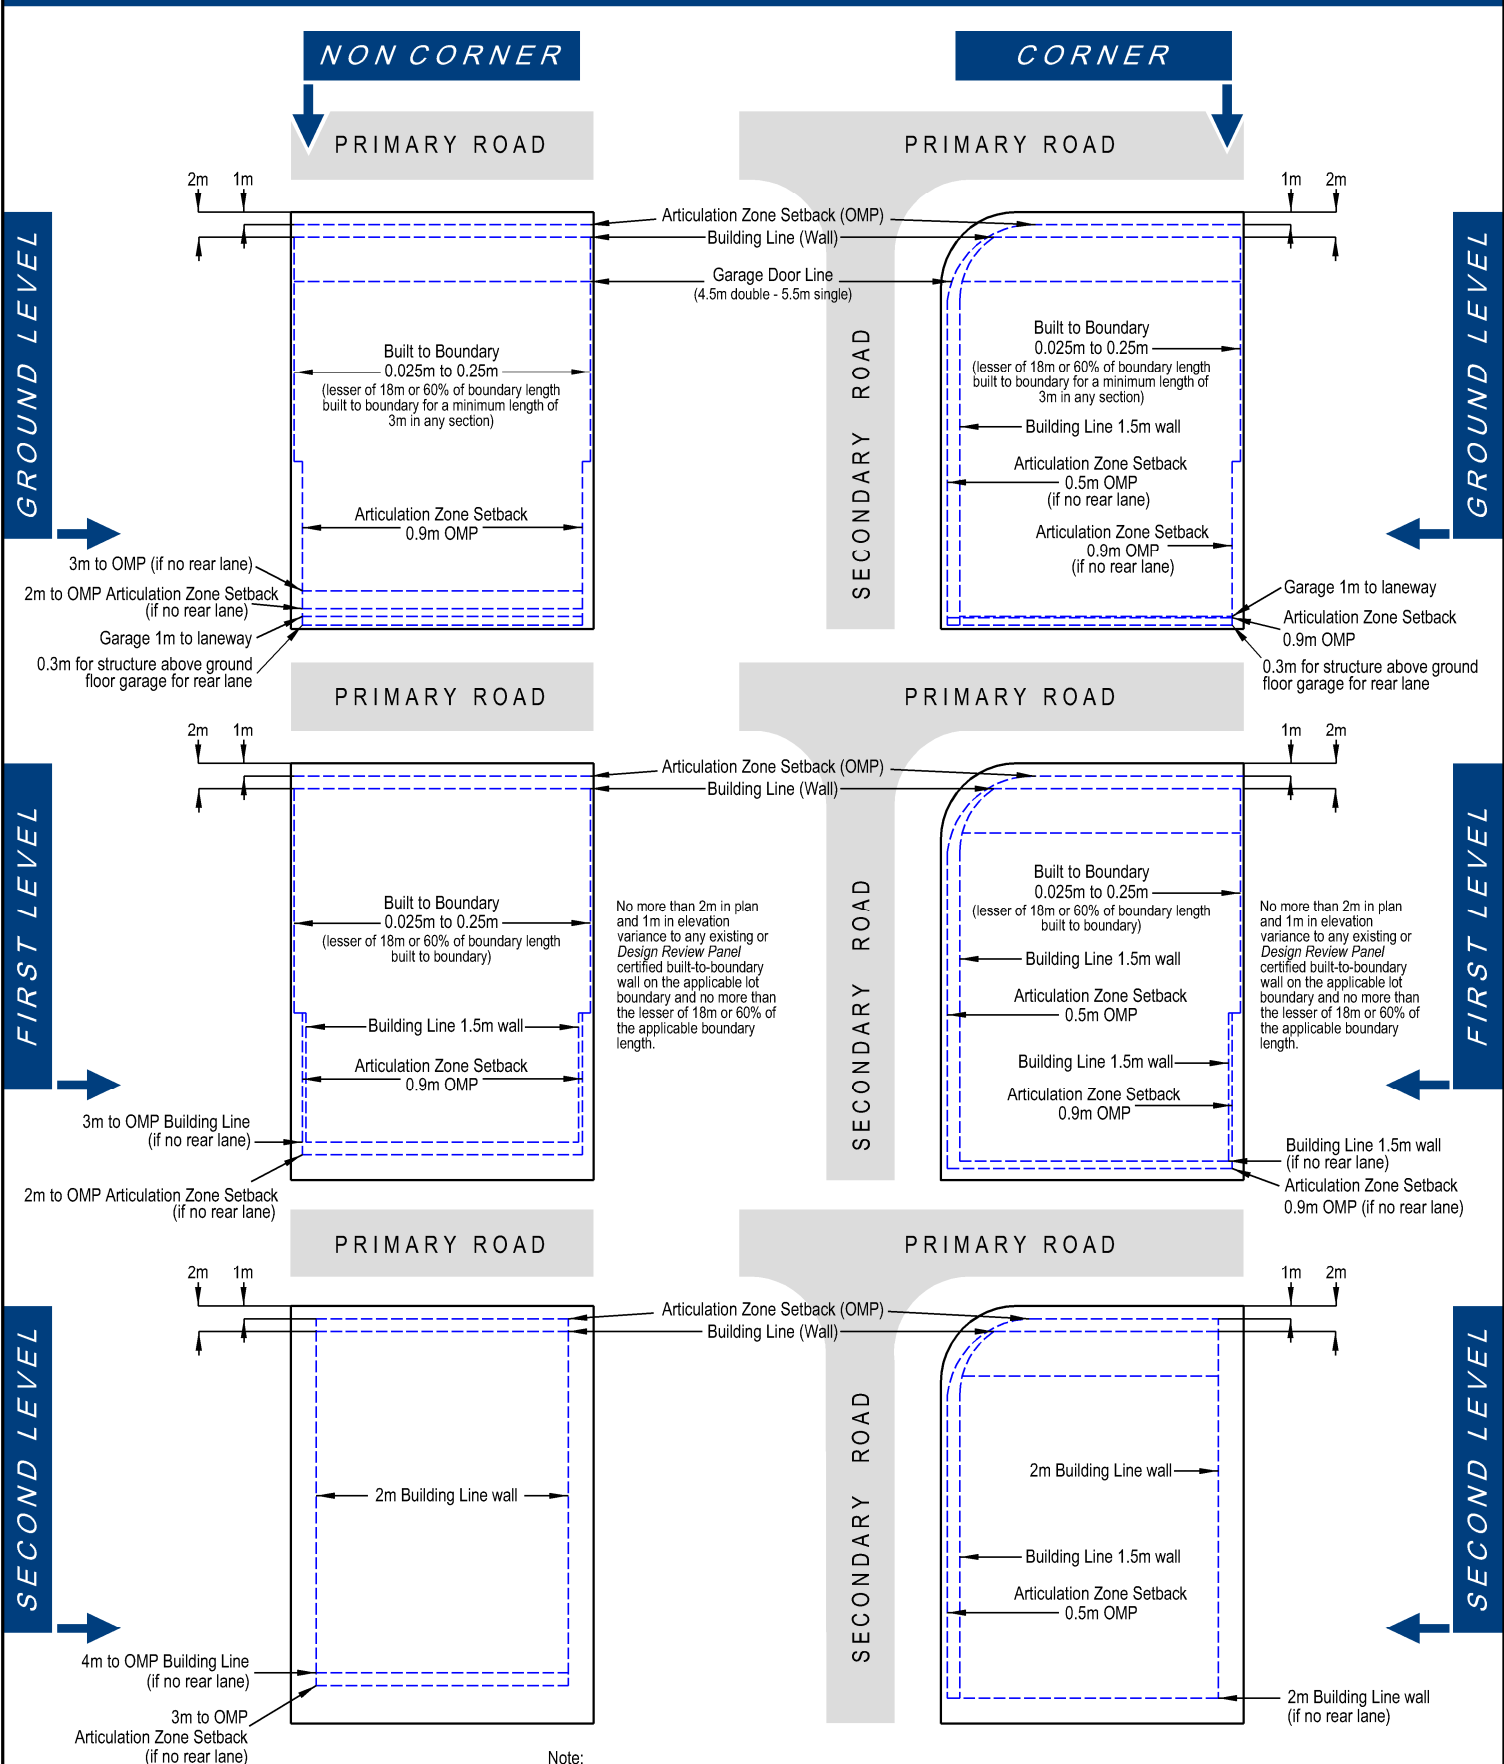 NON CORNER
CORNER
PRIMARY ROAD
PRIMARY ROAD
2m 1m
1m 2m
GROUND LEVEL
GROUND LEVEL
Articulation Zone Setback (OMP)
Building Line (Wall)
Garage Door Line
(4.5m double - 5.5m single)
SECONDARY ROAD
Built to Boundary
0.025m to 0.25m
(lesser of 18m or 60% of boundary length
built to boundary for a minimum length of
3m in any section)
Articulation Zone Setback
0.9m OMP
3m to OMP (if no rear lane)
2m to OMP Articulation Zone Setback
(if no rear lane)
Garage 1m to laneway
0.3m for structure above ground
floor garage for rear lane
Built to Boundary
0.025m to 0.25m
(lesser of 18m or 60% of boundary length
built to boundary for a minimum length of
3m in any section)
Building Line 1.5m wall
Articulation Zone Setback
0.5m OMP
(if no rear lane)
Articulation Zone Setback
0.9m OMP
(if no rear lane)
Garage 1m to laneway
Articulation Zone Setback
0.9m OMP
0.3m for structure above ground
floor garage for rear lane
PRIMARY ROAD
PRIMARY ROAD
2m 1m
1m 2m
FIRST LEVEL
FIRST LEVEL
Articulation Zone Setback (OMP)
Building Line (Wall)
SECONDARY ROAD
Built to Boundary
0.025m to 0.25m
(lesser of 18m or 60% of boundary length
built to boundary)
Building Line 1.5m wall
Articulation Zone Setback
0.9m OMP
3m to OMP Building Line
(if no rear lane)
2m to OMP Articulation Zone Setback
(if no rear lane)
No more than 2m in plan
and 1m in elevation
variance to any existing or
Design Review Panel
certified built-to-boundary
wall on the applicable lot
boundary and no more than
the lesser of 18m or 60% of
the applicable boundary
length.
Built to Boundary
0.025m to 0.25m
(lesser of 18m or 60% of boundary length
built to boundary)
Building Line 1.5m wall
Articulation Zone Setback
0.5m OMP
Building Line 1.5m wall
Articulation Zone Setback
0.9m OMP
No more than 2m in plan
and 1m in elevation
variance to any existing or
Design Review Panel
certified built-to-boundary
wall on the applicable lot
boundary and no more than
the lesser of 18m or 60% of
the applicable boundary
length.
Building Line 1.5m wall
(if no rear lane)
Articulation Zone Setback
0.9m OMP (if no rear lane)
PRIMARY ROAD
PRIMARY ROAD
2m 1m
1m 2m
SECOND LEVEL
SECOND LEVEL
Articulation Zone Setback (OMP)
Building Line (Wall)
SECONDARY ROAD
2m Building Line wall
4m to OMP Building Line
(if no rear lane)
3m to OMP
Articulation Zone Setback
(if no rear lane)
2m Building Line wall
Building Line 1.5m wall
Articulation Zone Setback
0.5m OMP
2m Building Line wall
(if no rear lane)
Note: